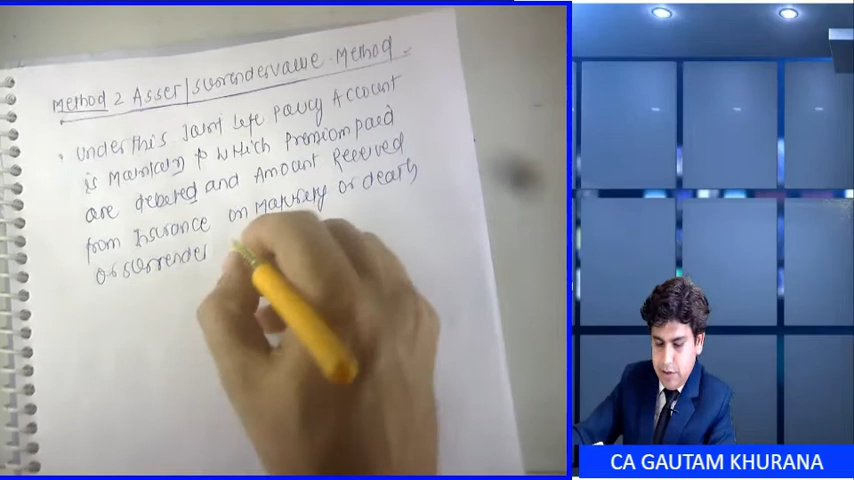 Method 2 Asset/Surrender value Method
Under this Joint Life Policy Account
is Maintain to which Premium paid
are debited and Amount Received
from Insurance on Maturity or death
or surrender
CA GAUTAM KHURANA